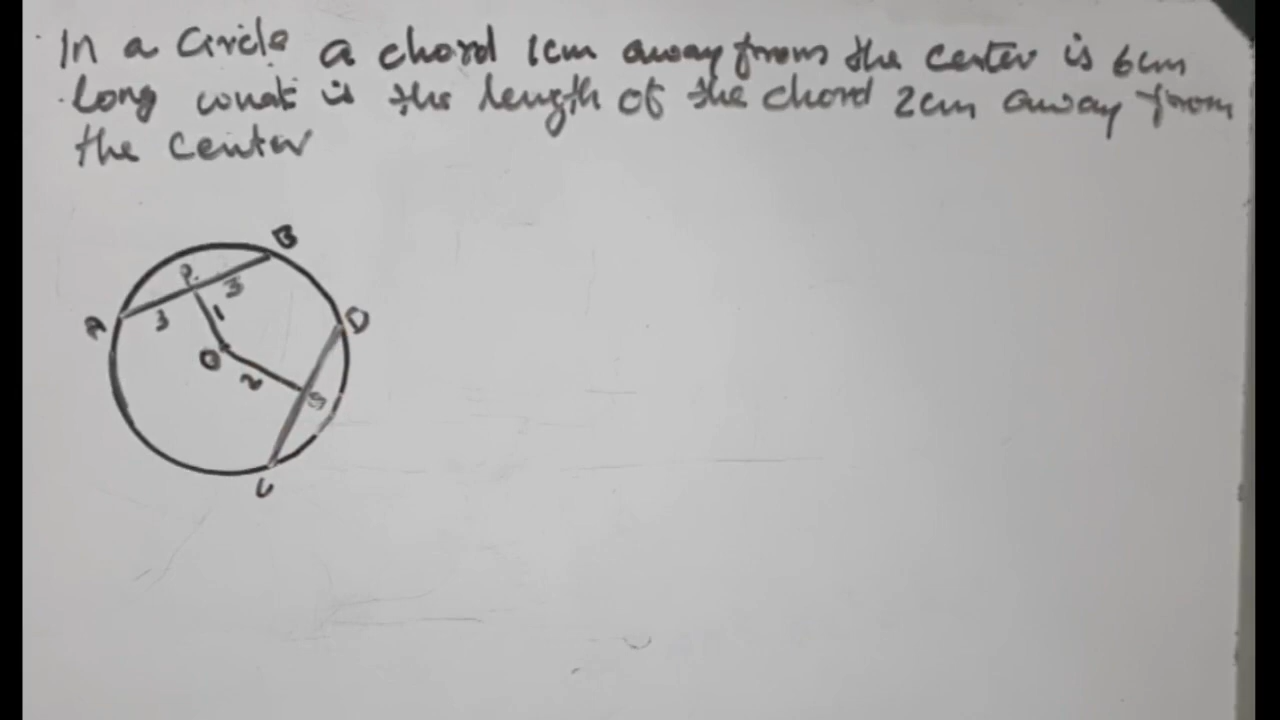 In a Circle a chord 1cm away from the center is 6cm
long what is the length of the chord 2cm away from
the center
B
P
3
D
A
3
1
O
2
S
C